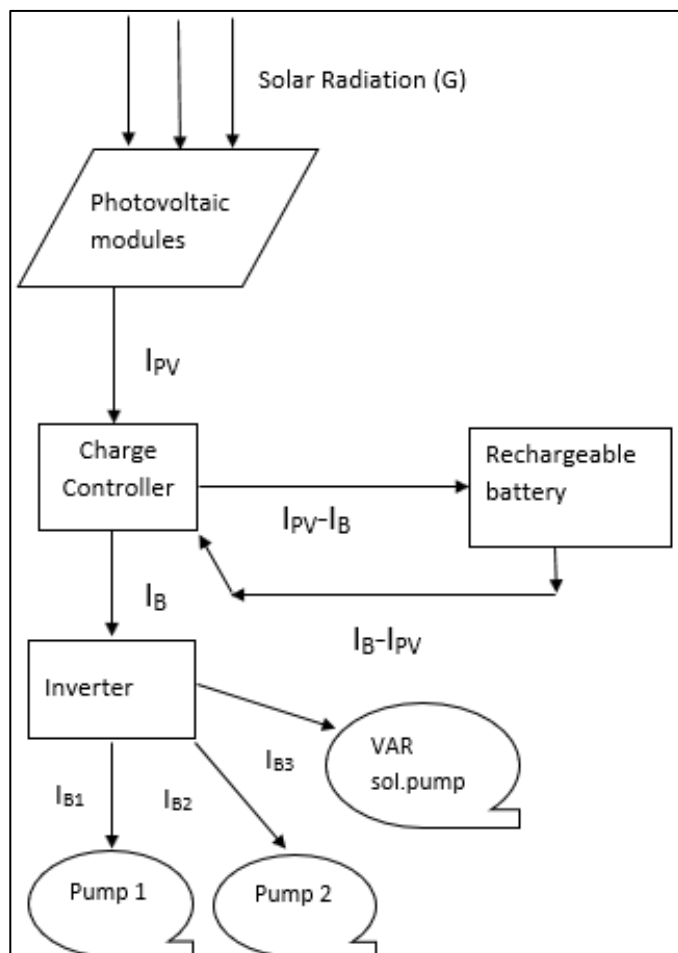 Solar Radiation (G)
Photovoltaic
modules
IPV
Charge
Controller
Rechargeable
battery
IPV-IB
IB
IB-IPV
Inverter
VAR
sol.pump
IB3
IB1
IB2
Pump 1
Pump 2